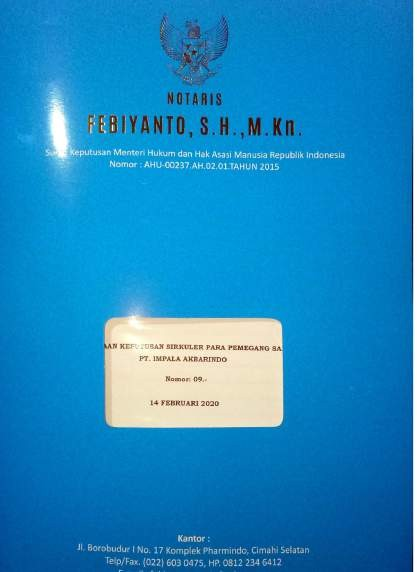 NOTARIS
FEBIYANTO, S.H.,M.Kn.
Surat Keputusan Menteri Hukum dan Hak Asasi Manusia Republik Indonesia
Nomor : AHU-00237.AH.02.01.TAHUN 2015
AAN KEPUTUSAN SIRKULER PARA PEMEGANG SA
PT. IMPALA AKBARINDO
Nomor: 09.-
14 FEBRUARI 2020
Kantor :
Jl. Borobudur I No. 17 Komplek Pharmindo, Cimahi Selatan
Telp/Fax. (022) 603 0475, HP. 0812 234 6412